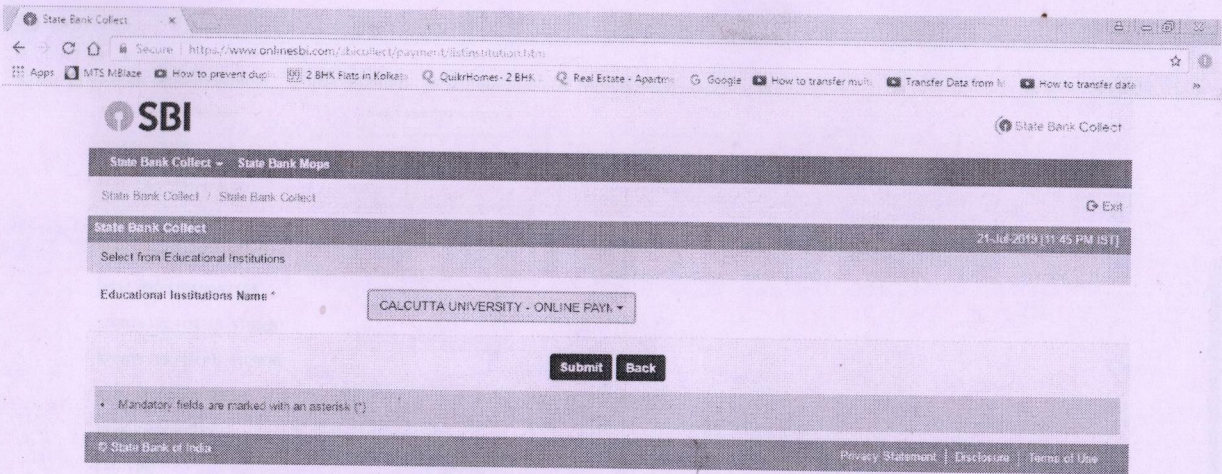 State Bank Collect ×
Secure | https://www.onlinesbi.com/sbicollect/payment/listinstitution.htm
Apps MTS MBlaze How to prevent dupli 2 BHK Flats in Kolkata QuikrHomes- 2 BHK Real Estate - Apartme Google How to transfer multi Transfer Data from M How to transfer data »
SBI
State Bank Collect
State Bank Collect State Bank Mops
State Bank Collect / State Bank Collect
Exit
State Bank Collect
21-Jul-2019 [11:45 PM IST]
Select from Educational Institutions
Educational Institutions Name *
CALCUTTA UNIVERSITY - ONLINE PAYM
Submit Back
• Mandatory fields are marked with an asterisk (*)
© State Bank of India
Privacy Statement | Disclosure | Terms of Use